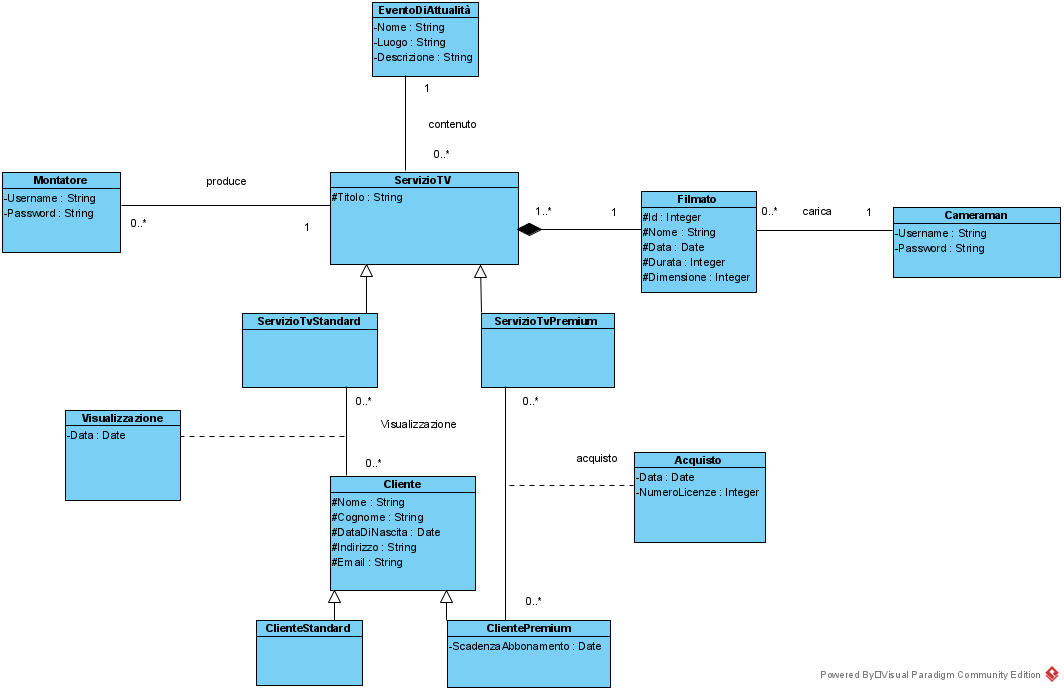 EventoDiAttualità
-Nome : String
-Luogo : String
-Descrizione : String
1
contenuto
0..*
Montatore
-Username : String
-Password : String
produce
0..*
1
ServizioTV
#Titolo : String
1..*
1
Filmato
#Id : Integer
#Nome : String
#Data : Date
#Durata : Integer
#Dimensione : Integer
0..*
carica
1
Cameraman
-Username : String
-Password : String
ServizioTvStandard
ServizioTvPremium
0..*
0..*
Visualizzazione
-Data : Date
Visualizzazione
0..*
acquisto
Acquisto
-Data : Date
-NumeroLicenze : Integer
Cliente
#Nome : String
#Cognome : String
#DataDiNascita : Date
#Indirizzo : String
#Email : String
0..*
ClienteStandard
ClientePremium
-ScadenzaAbbonamento : Date
Powered By Visual Paradigm Community Edition